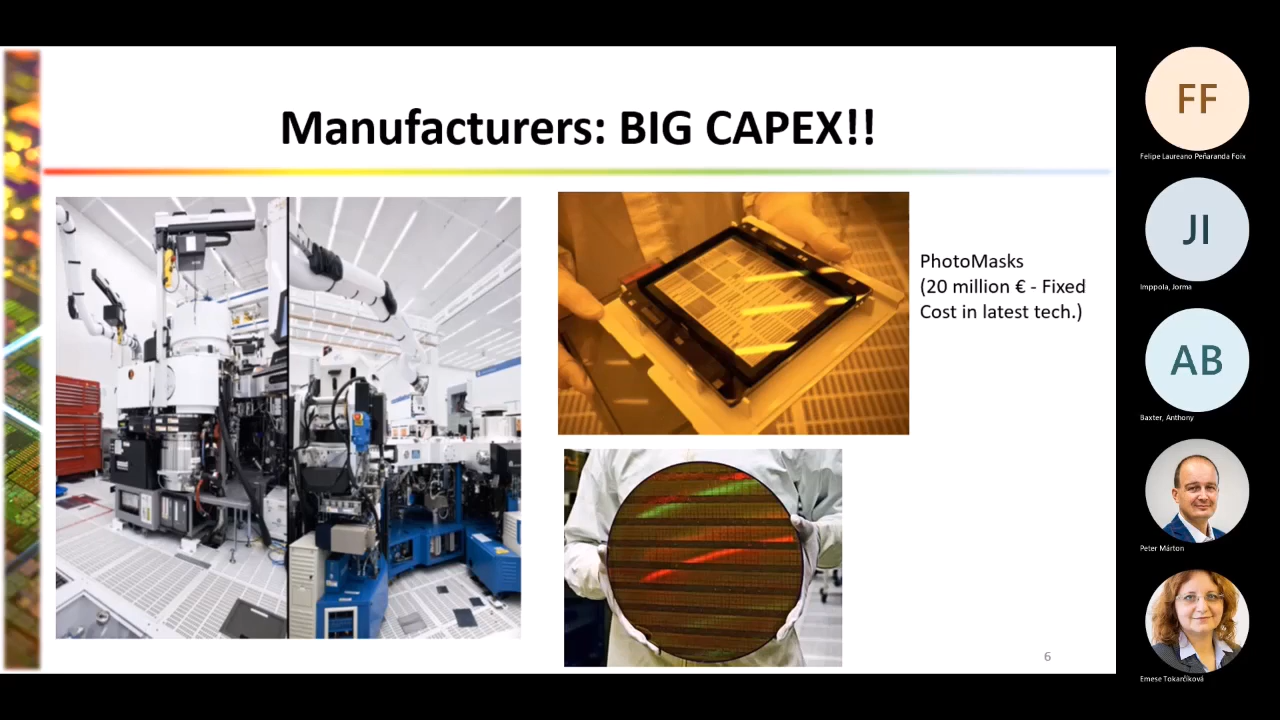 Manufacturers: BIG CAPEX!!
PhotoMasks
(20 million € - Fixed
Cost in latest tech.)
6
FF
Felipe Laureano Peñaranda Foix
JI
Imppola, Jorma
AB
Baxter, Anthony
Peter Márton
Emese Tokarčíková